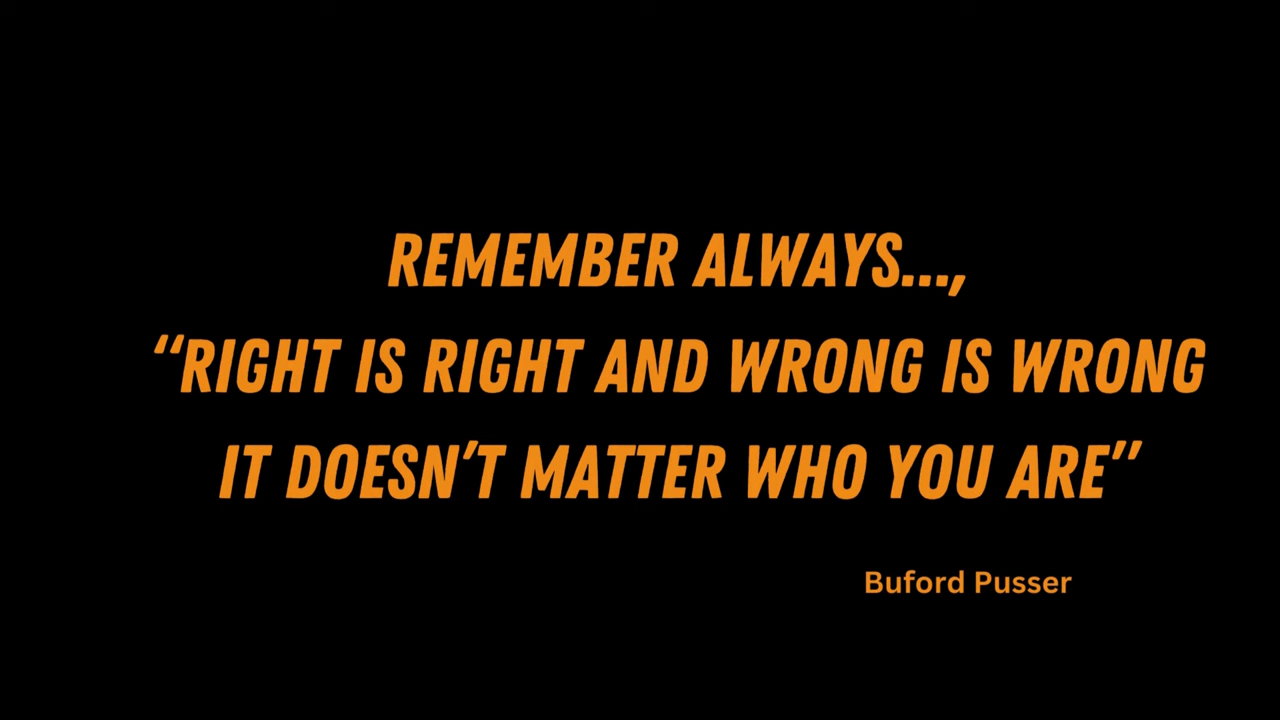 REMEMBER ALWAYS...,
“RIGHT IS RIGHT AND WRONG IS WRONG
IT DOESN’T MATTER WHO YOU ARE”
Buford Pusser